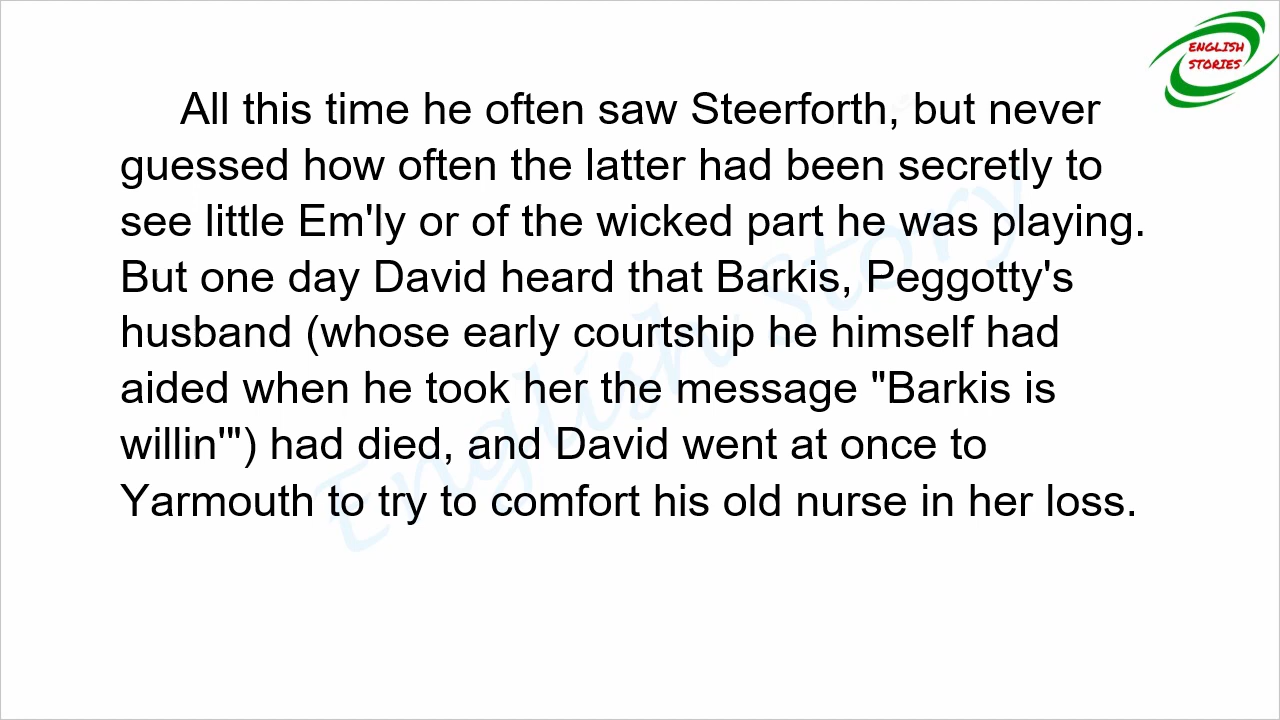 ENGLISH
STORIES
All this time he often saw Steerforth, but never
guessed how often the latter had been secretly to
see little Em'ly or of the wicked part he was playing.
But one day David heard that Barkis, Peggotty's
husband (whose early courtship he himself had
aided when he took her the message "Barkis is
willin'") had died, and David went at once to
Yarmouth to try to comfort his old nurse in her loss.
English Story